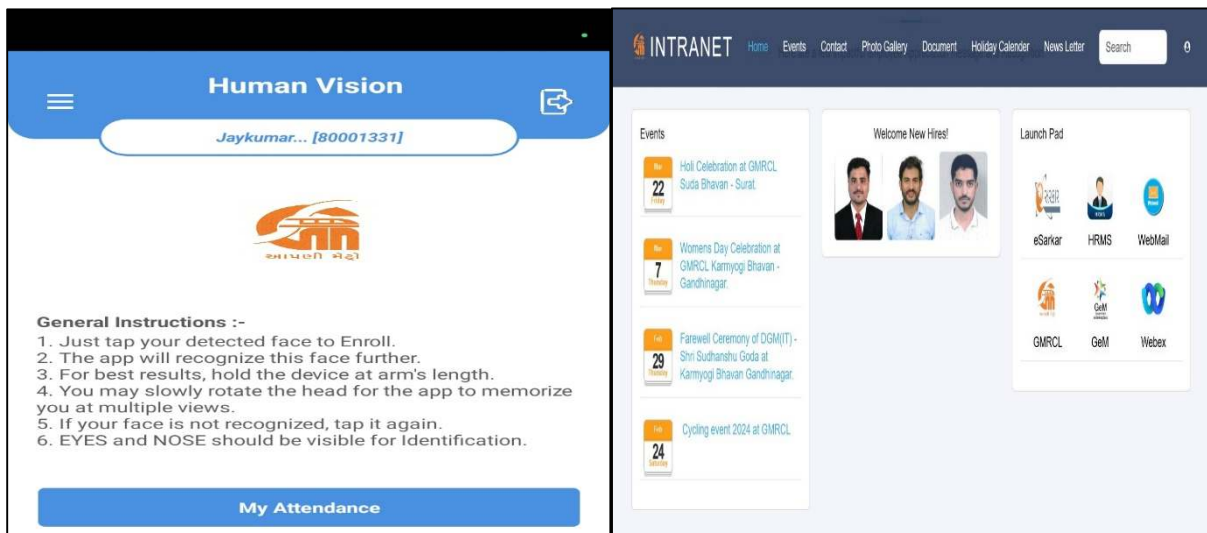 Human Vision
Jaykumar... [80001331]
આપણી મેટ્રો
General Instructions :-
1. Just tap your detected face to Enroll.
2. The app will recognize this face further.
3. For best results, hold the device at arm's length.
4. You may slowly rotate the head for the app to memorize
you at multiple views.
5. If your face is not recognized, tap it again.
6. EYES and NOSE should be visible for Identification.
My Attendance
INTRANET Home Events Contact Photo Gallery Document Holiday Calender News Letter Search
Events
Mar
22
Friday
Holi Celebration at GMRCL
Suda Bhavan - Surat.
Mar
7
Thursday
Womens Day Celebration at
GMRCL Karmyogi Bhavan -
Gandhinagar.
Feb
29
Thursday
Farewell Ceremony of DGM(IT) -
Shri Sudhanshu Goda at
Karmyogi Bhavan Gandhinagar.
Feb
24
Saturday
Cycling event 2024 at GMRCL
Welcome New Hires!
Launch Pad
સરકાર
HRMS
eSarkar HRMS WebMail
GeM
GMRCL GeM Webex